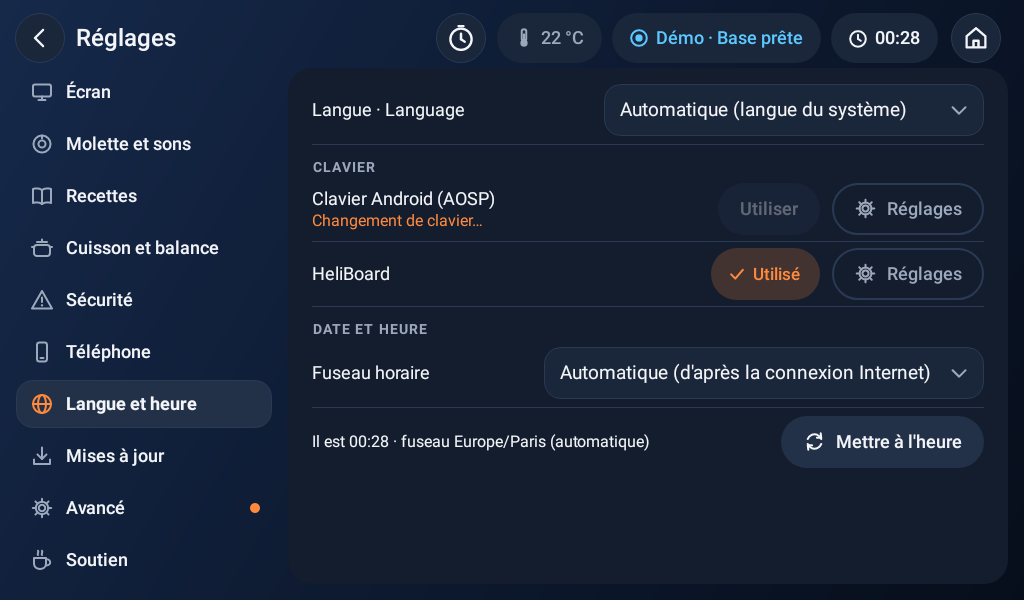 Réglages
22 °C
Démo · Base prête
00:28
Écran
Molette et sons
Recettes
Cuisson et balance
Sécurité
Téléphone
Langue et heure
Mises à jour
Avancé
Soutien
Langue · Language
Automatique (langue du système)
CLAVIER
Clavier Android (AOSP)
Changement de clavier…
Utiliser
Réglages
HeliBoard
Utilisé
Réglages
DATE ET HEURE
Fuseau horaire
Automatique (d'après la connexion Internet)
Il est 00:28 · fuseau Europe/Paris (automatique)
Mettre à l'heure